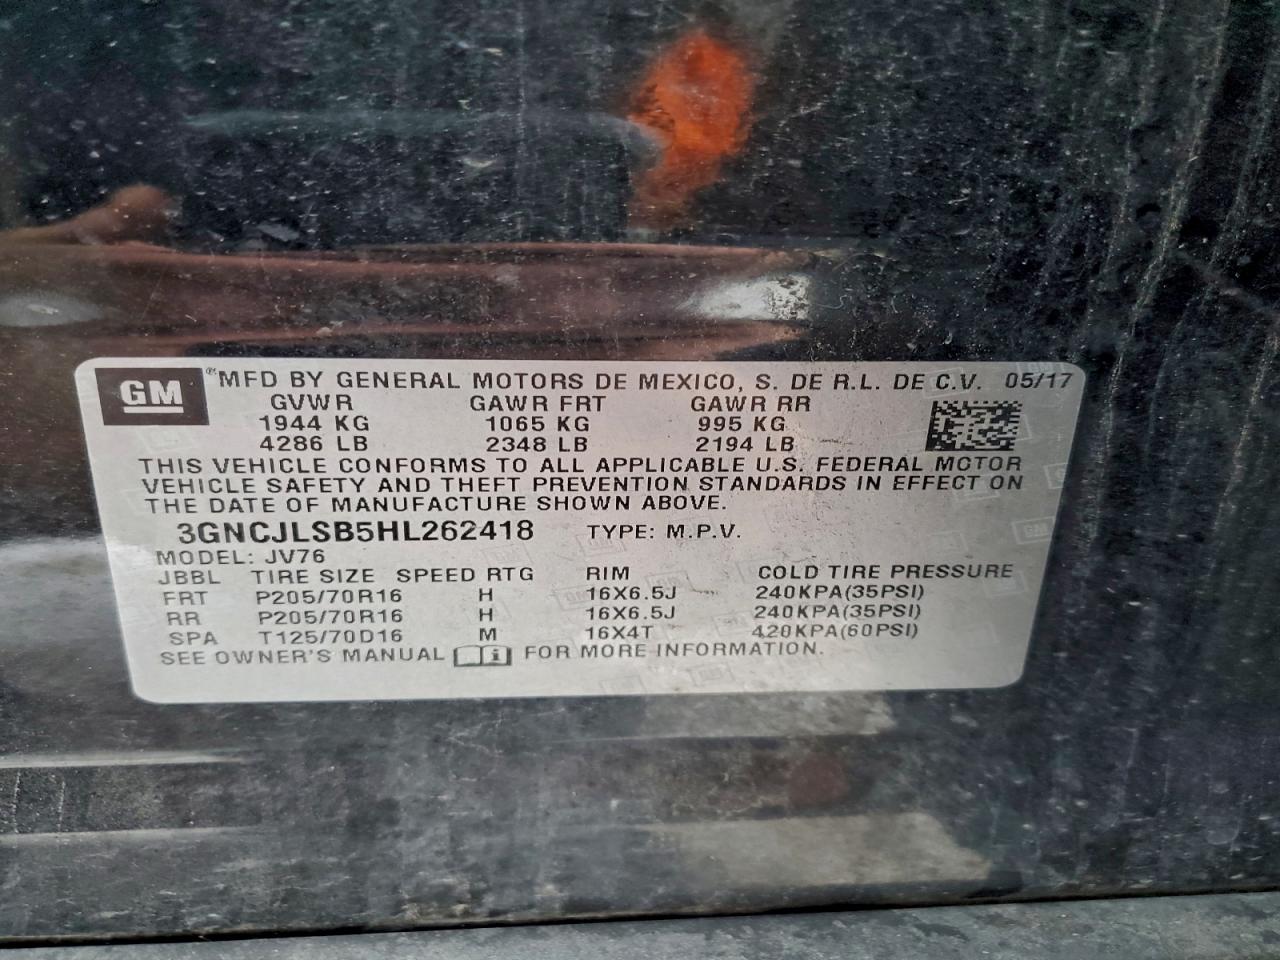 GM ®MFD BY GENERAL MOTORS DE MEXICO, S. DE R.L. DE C.V. 05/17
GVWR GAWR FRT GAWR RR
1944 KG 1065 KG 995 KG
4286 LB 2348 LB 2194 LB
THIS VEHICLE CONFORMS TO ALL APPLICABLE U.S. FEDERAL MOTOR
VEHICLE SAFETY AND THEFT PREVENTION STANDARDS IN EFFECT ON
THE DATE OF MANUFACTURE SHOWN ABOVE.
3GNCJLSB5HL262418 TYPE: M.P.V.
MODEL: JV76
JBBL TIRE SIZE SPEED RTG RIM COLD TIRE PRESSURE
FRT P205/70R16 H 16X6.5J 240KPA(35PSI)
RR P205/70R16 H 16X6.5J 240KPA(35PSI)
SPA T125/70D16 M 16X4T 420KPA(60PSI)
SEE OWNER'S MANUAL i FOR MORE INFORMATION.